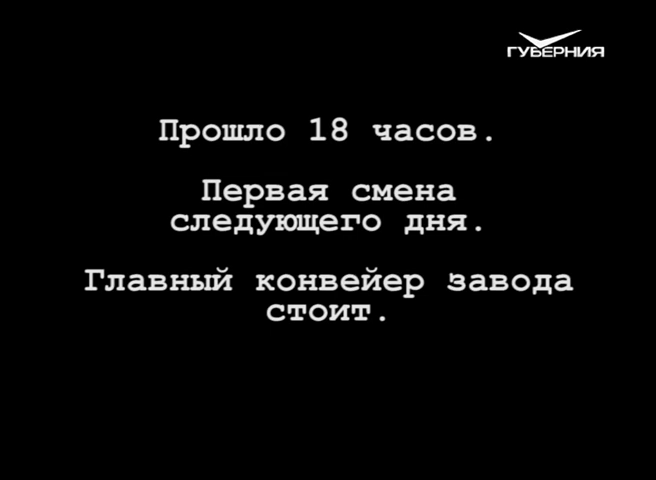 ГУБЕРНИЯ
Прошло 18 часов.
Первая смена
следующего дня.
Главный конвейер завода
стоит.